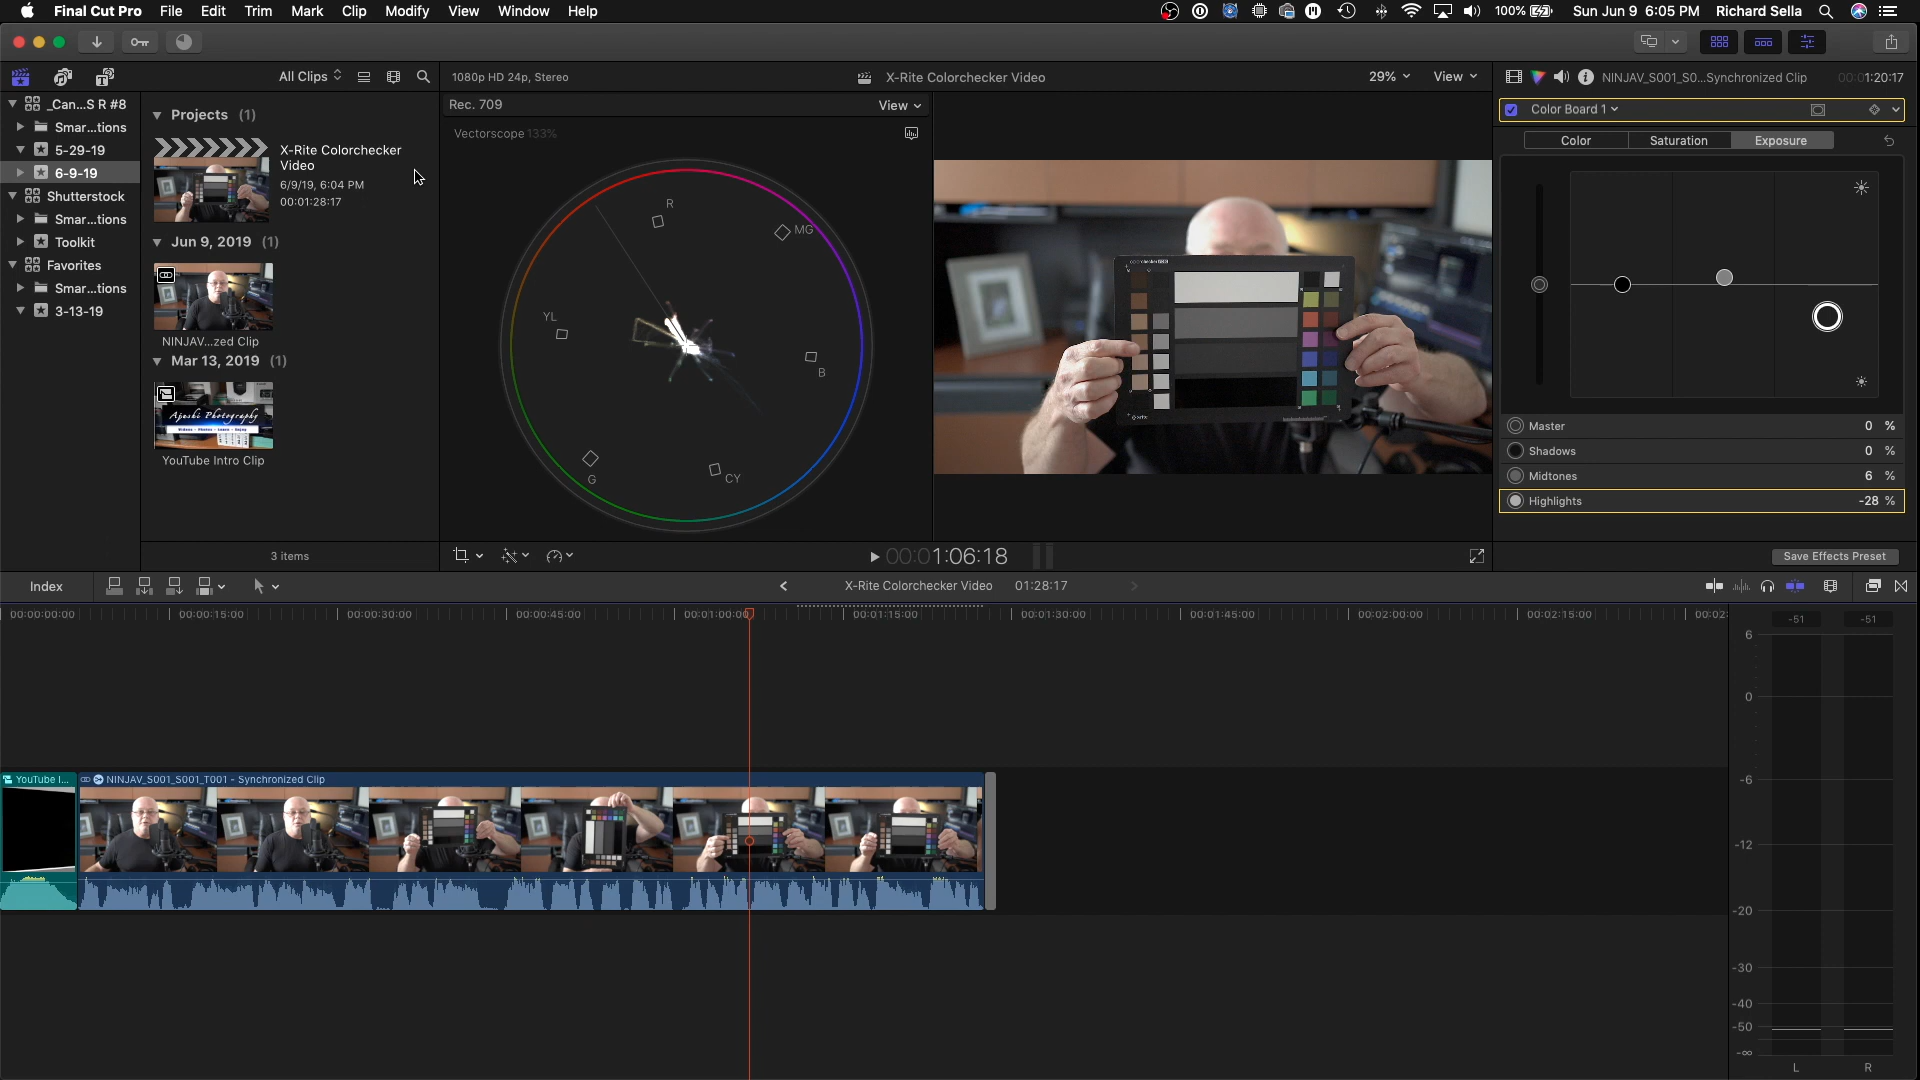 Final Cut Pro File Edit Trim Mark Clip Modify View Window Help
100% Sun Jun 9 6:05 PM Richard Sella
All Clips
1080p HD 24p, Stereo
X-Rite Colorchecker Video
29% View
NINJAV_S001_S0...Synchronized Clip
00:01:20:17
_Can...S R #8
Smar...tions
5-29-19
6-9-19
Shutterstock
Smar...tions
Toolkit
Favorites
Smar...tions
3-13-19
Projects (1)
X-Rite Colorchecker
Video
6/9/19, 6:04 PM
00:01:28:17
Jun 9, 2019 (1)
NINJAV...zed Clip
Mar 13, 2019 (1)
Ajuski Photography
Videos - Photos - Learn - Enjoy
YouTube Intro Clip
3 items
Rec. 709
View
Vectorscope 133%
R
MG
YL
B
G
CY
Color Board 1
Color Saturation Exposure
Master 0 %
Shadows 0 %
Midtones 6 %
Highlights -28 %
Save Effects Preset
00:01:06:18
Index
X-Rite Colorchecker Video 01:28:17
00:00:00:00 00:00:15:00 00:00:30:00 00:00:45:00 00:01:00:00 00:01:15:00 00:01:30:00 00:01:45:00 00:02:00:00 00:02:15:00 00:02:
YouTube I...
NINJAV_S001_S001_T001 - Synchronized Clip
-51 -51
6
0
-6
-12
-20
-30
-40
-50
-∞
L R